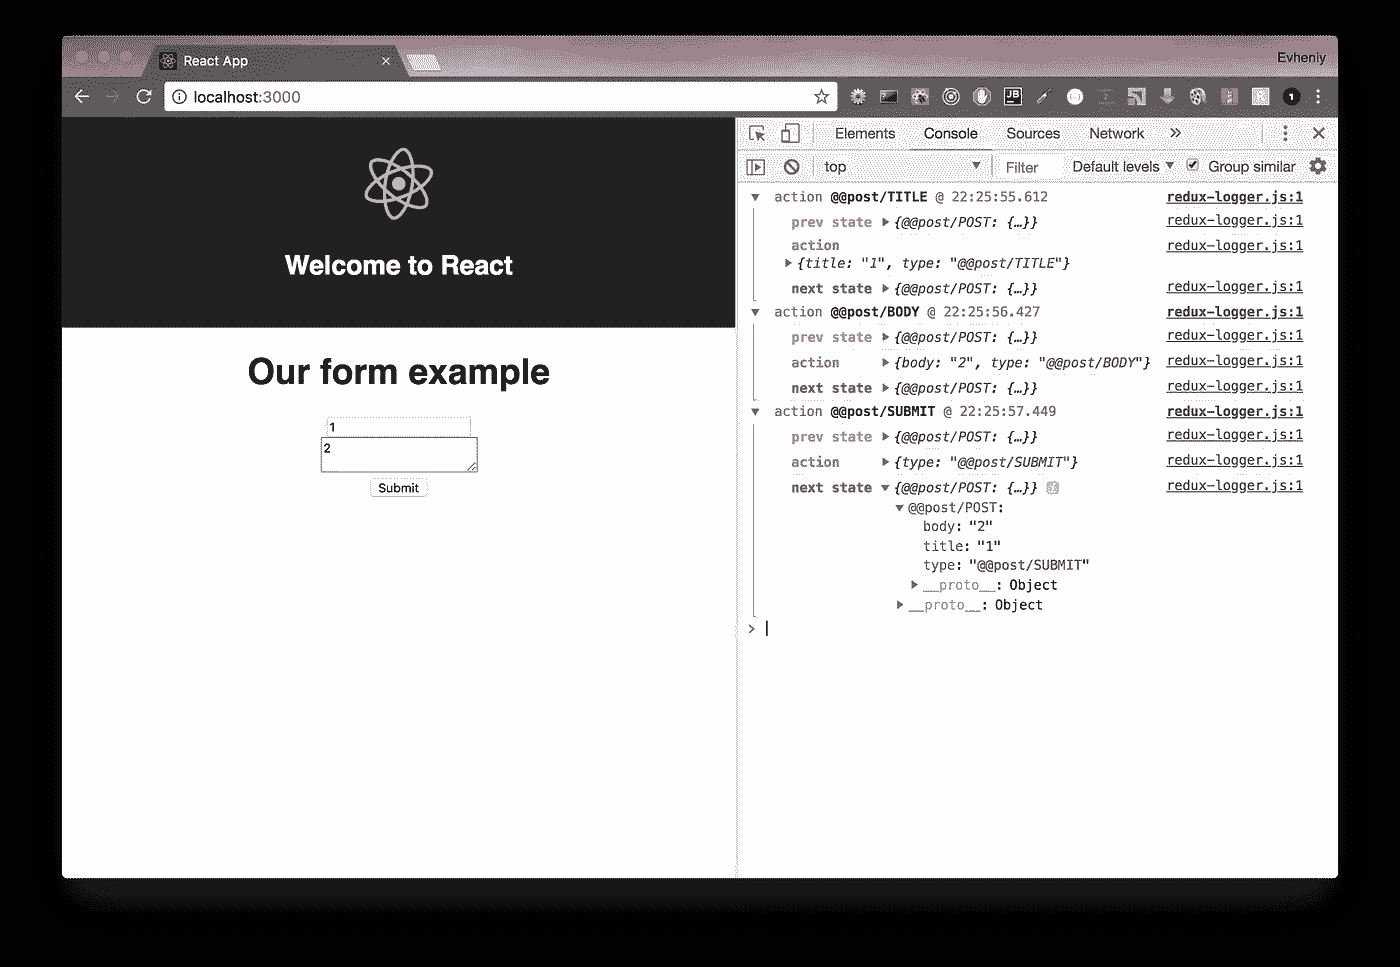 React App
Evheniy
localhost:3000
JB
1
Welcome to React
Our form example
1
2
Submit
Elements Console Sources Network »
top Filter Default levels Group similar
action @@post/TITLE @ 22:25:55.612 redux-logger.js:1
prev state {@@post/POST: {…}} redux-logger.js:1
action redux-logger.js:1
{title: "1", type: "@@post/TITLE"}
next state {@@post/POST: {…}} redux-logger.js:1
action @@post/BODY @ 22:25:56.427 redux-logger.js:1
prev state {@@post/POST: {…}} redux-logger.js:1
action {body: "2", type: "@@post/BODY"} redux-logger.js:1
next state {@@post/POST: {…}} redux-logger.js:1
action @@post/SUBMIT @ 22:25:57.449 redux-logger.js:1
prev state {@@post/POST: {…}} redux-logger.js:1
action {type: "@@post/SUBMIT"} redux-logger.js:1
next state {@@post/POST: {…}} i redux-logger.js:1
@@post/POST:
body: "2"
title: "1"
type: "@@post/SUBMIT"
__proto__: Object
__proto__: Object
>